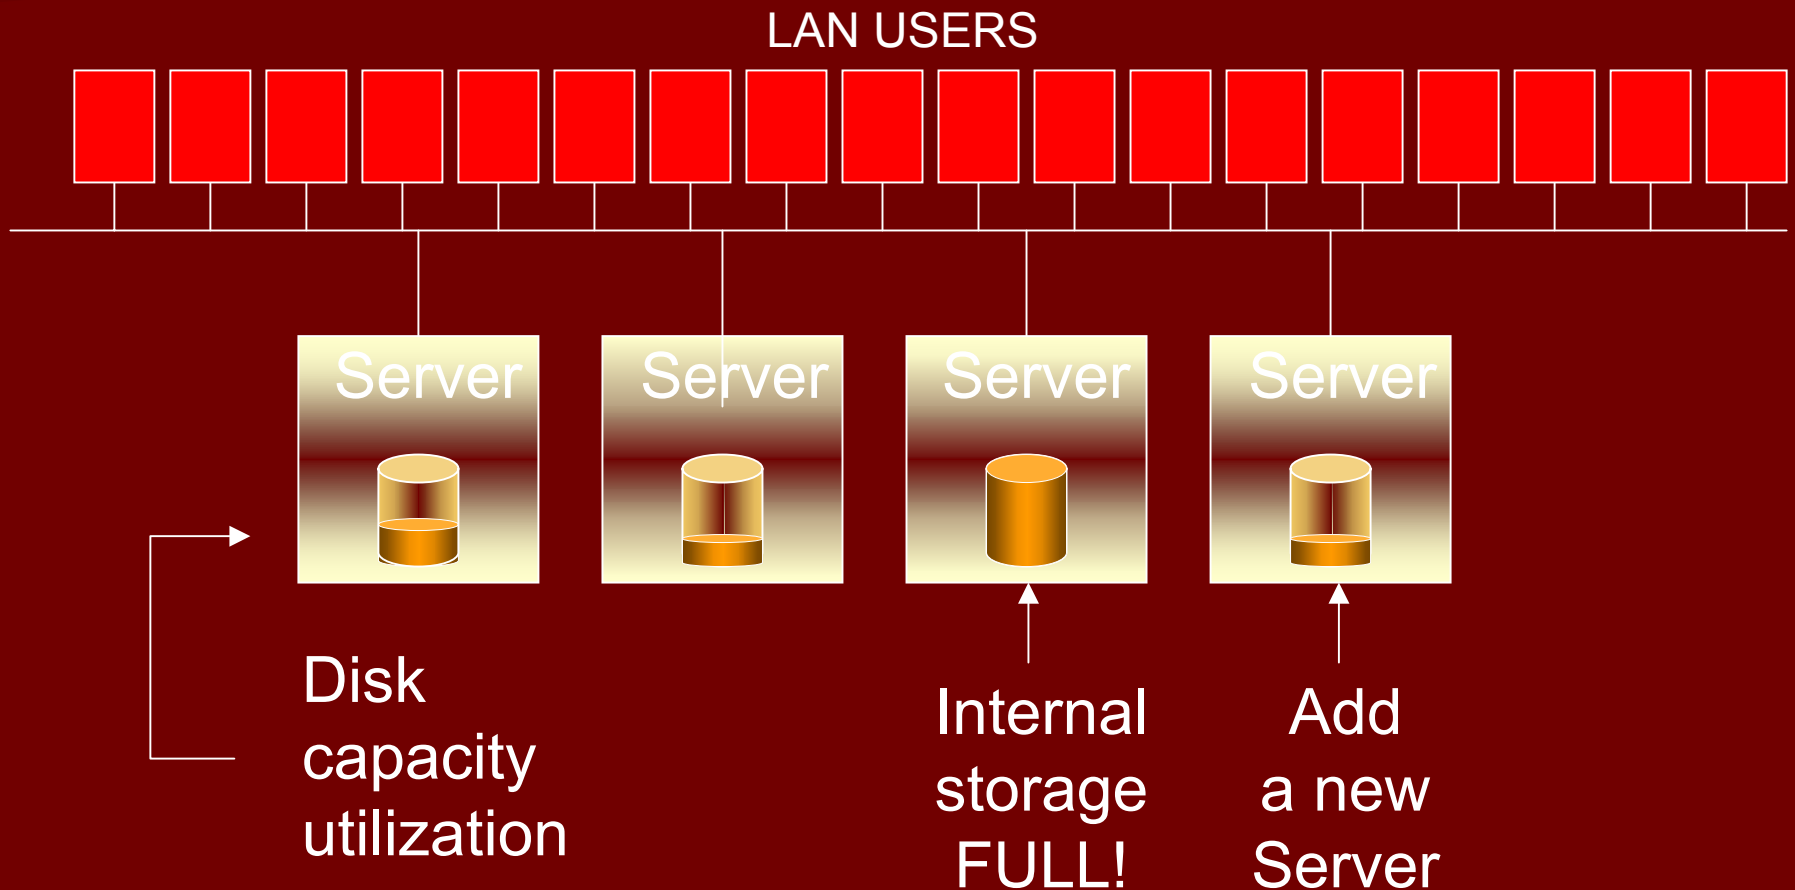 LAN USERS
Server
Server
Server
Server
Disk
capacity
utilization
Internal
storage
FULL!
Add
a new
Server